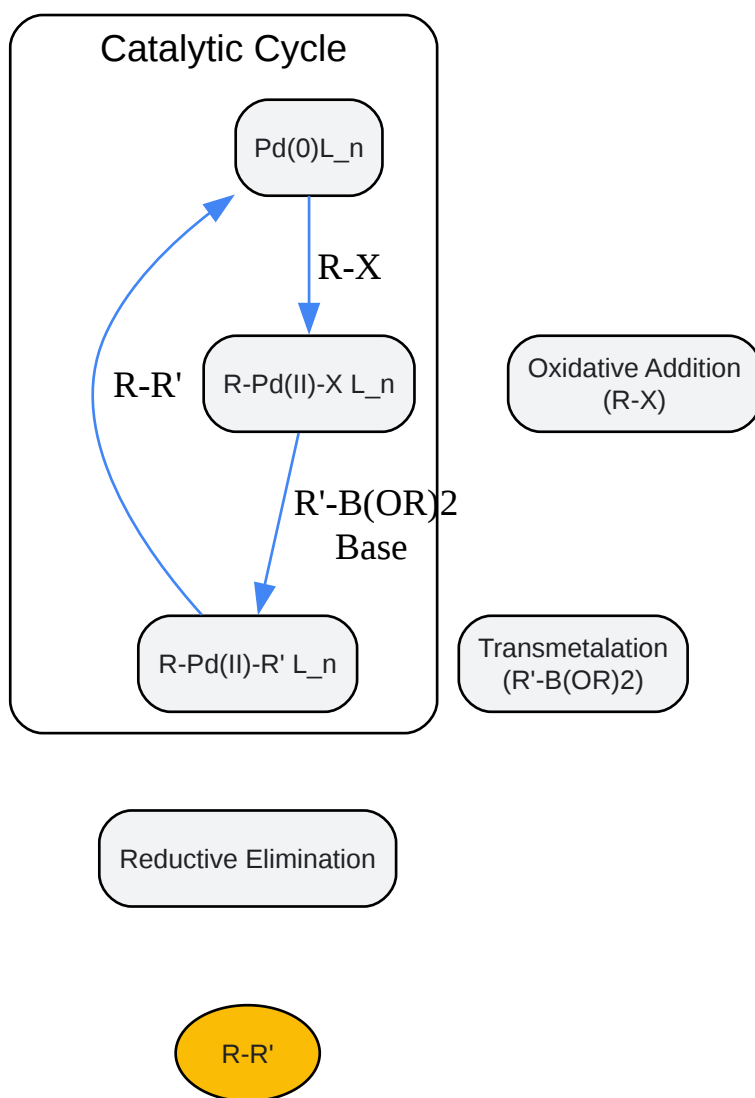 Catalytic Cycle
Pd(0)L_n
R-X
R-R'
R-Pd(II)-X L_n
Oxidative Addition
(R-X)
R'-B(OR)2
Base
R-Pd(II)-R' L_n
Transmetalation
(R'-B(OR)2)
Reductive Elimination
R-R'